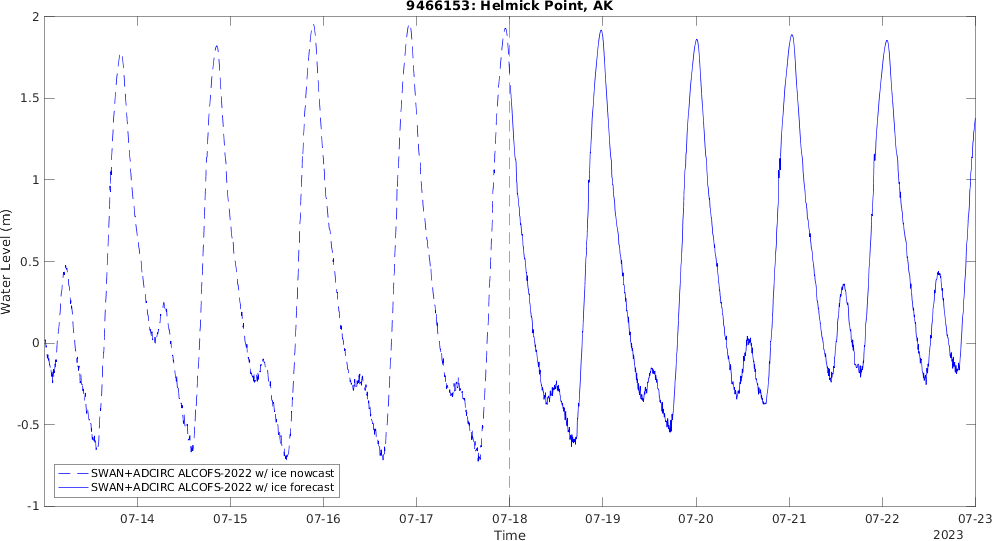 9466153: Helmick Point, AK
Water Level (m)
2
1.5
1
0.5
0
-0.5
-1
SWAN+ADCIRC ALCOFS-2022 w/ ice nowcast
SWAN+ADCIRC ALCOFS-2022 w/ ice forecast
07-14 07-15 07-16 07-17 07-18 07-19 07-20 07-21 07-22 07-23
Time
2023